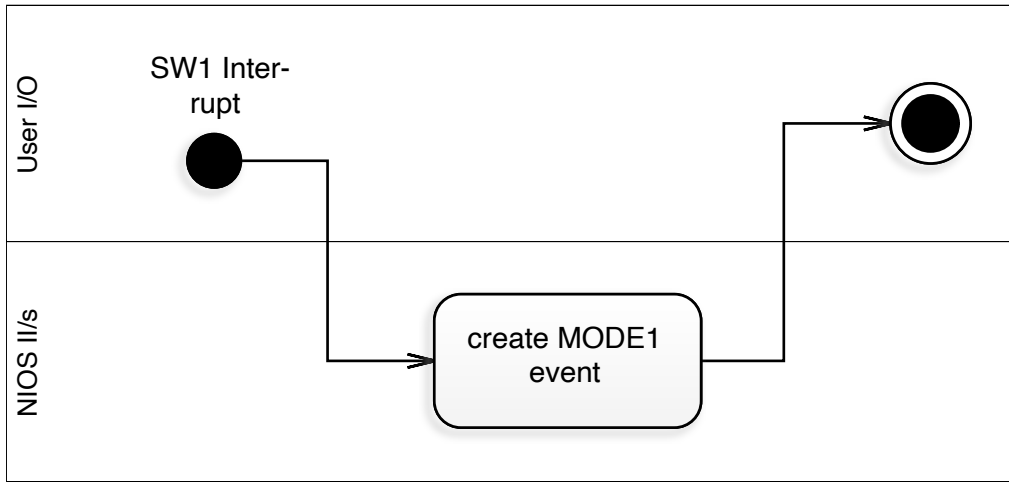 User I/O
SW1 Inter-
rupt
NIOS II/s
create MODE1
event